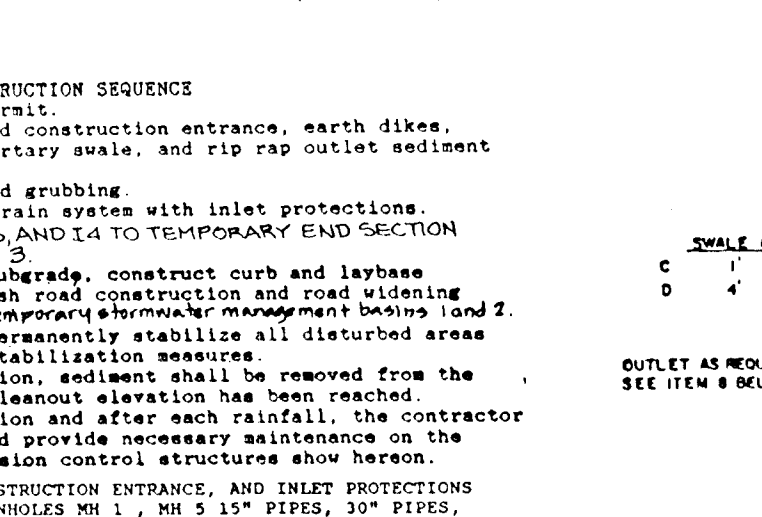 RUCTION SEQUENCE
rmit.
d construction entrance, earth dikes,
rtary swale, and rip rap outlet sediment
d grubbing.
rain system with inlet protections.
, AND I4 TO TEMPORARY END SECTION
3.
ubgrade, construct curb and laybase
sh road construction and road widening
emporary stormwater management basins 1 and 2.
ermanently stabilize all disturbed areas
tabilization measures.
ion, sediment shall be removed from the
leanout elevation has been reached.
ion and after each rainfall, the contractor
d provide necessary maintenance on the
sion control structures show hereon.
STRUCTION ENTRANCE, AND INLET PROTECTIONS
NHOLES MH 1 , MH 5 15" PIPES, 30" PIPES,
SWALE
C 1'
D 4'
OUTLET AS REQU
SEE ITEM 8 BEL